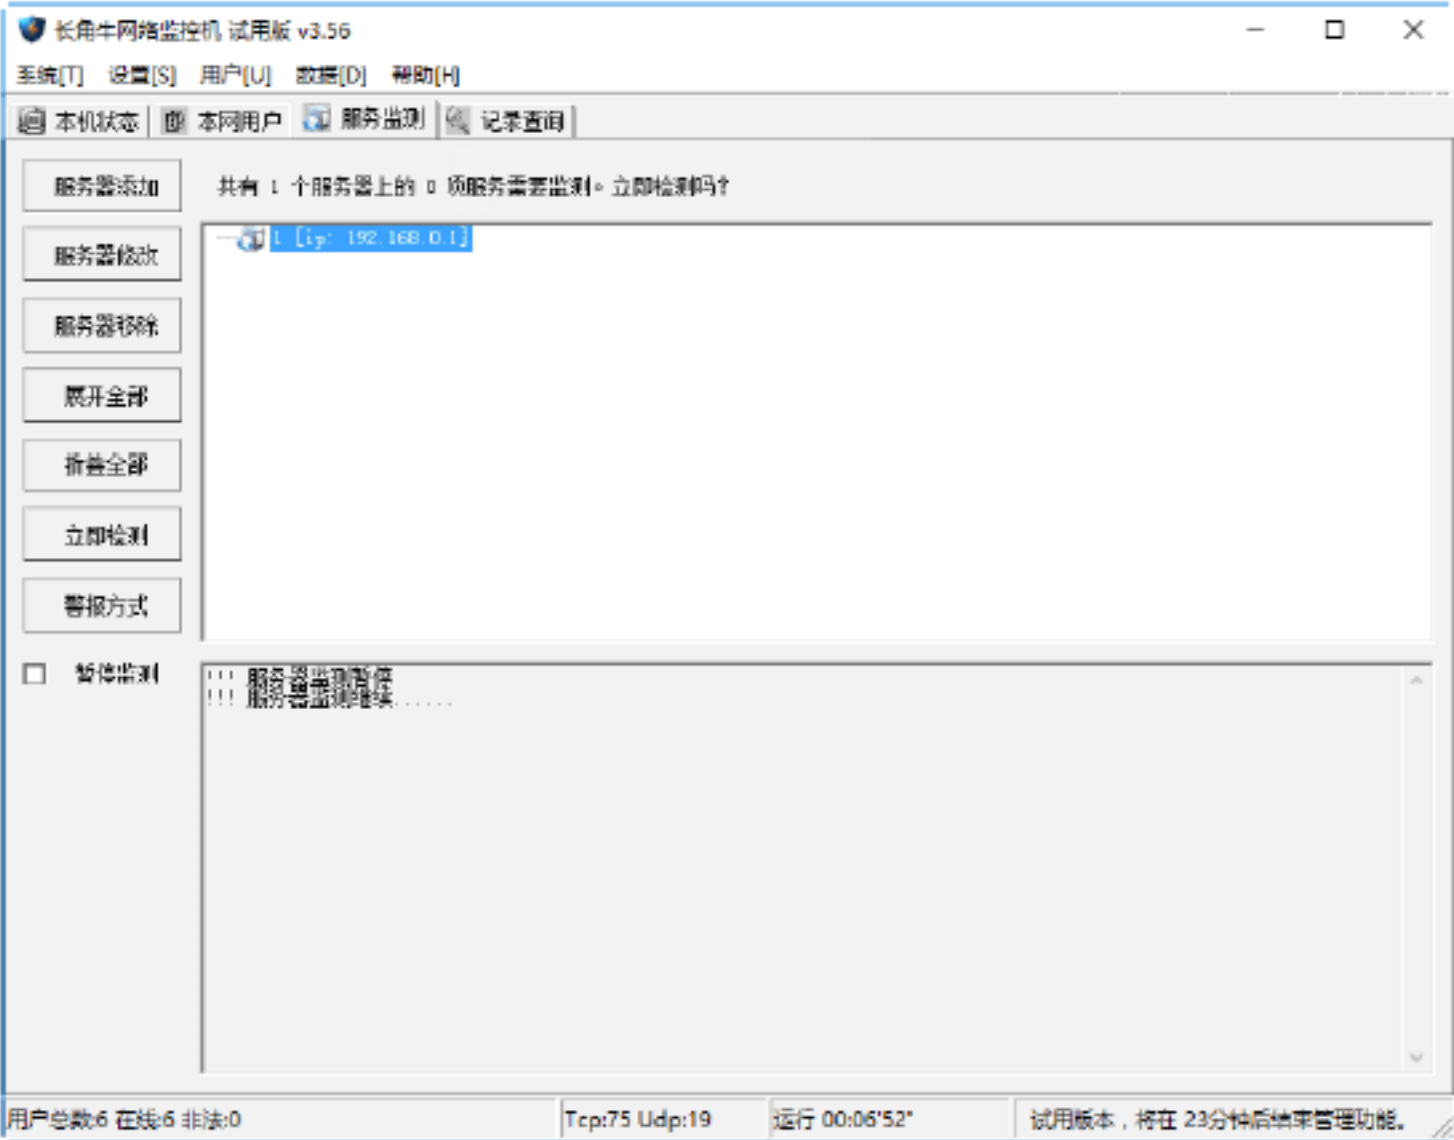 长角牛网络监控机 试用版 v3.56
系统[T] 设置[S] 用户[U] 数据[D] 帮助[H]
本机状态 本网用户 服务监测 记录查询
服务器添加
共有 1 个服务器上的 0 项服务需要监测。立即检测吗?
1 [ip: 192.168.0.1]
服务器修改
服务器移除
展开全部
折叠全部
立即检测
警报方式
暂停监测
!!! 服务器监测暂停
!!! 服务器监测继续......
用户总数:6 在线:6 非法:0 Tcp:75 Udp:19 运行 00:06'52" 试用版本，将在 23分钟后结束管理功能。